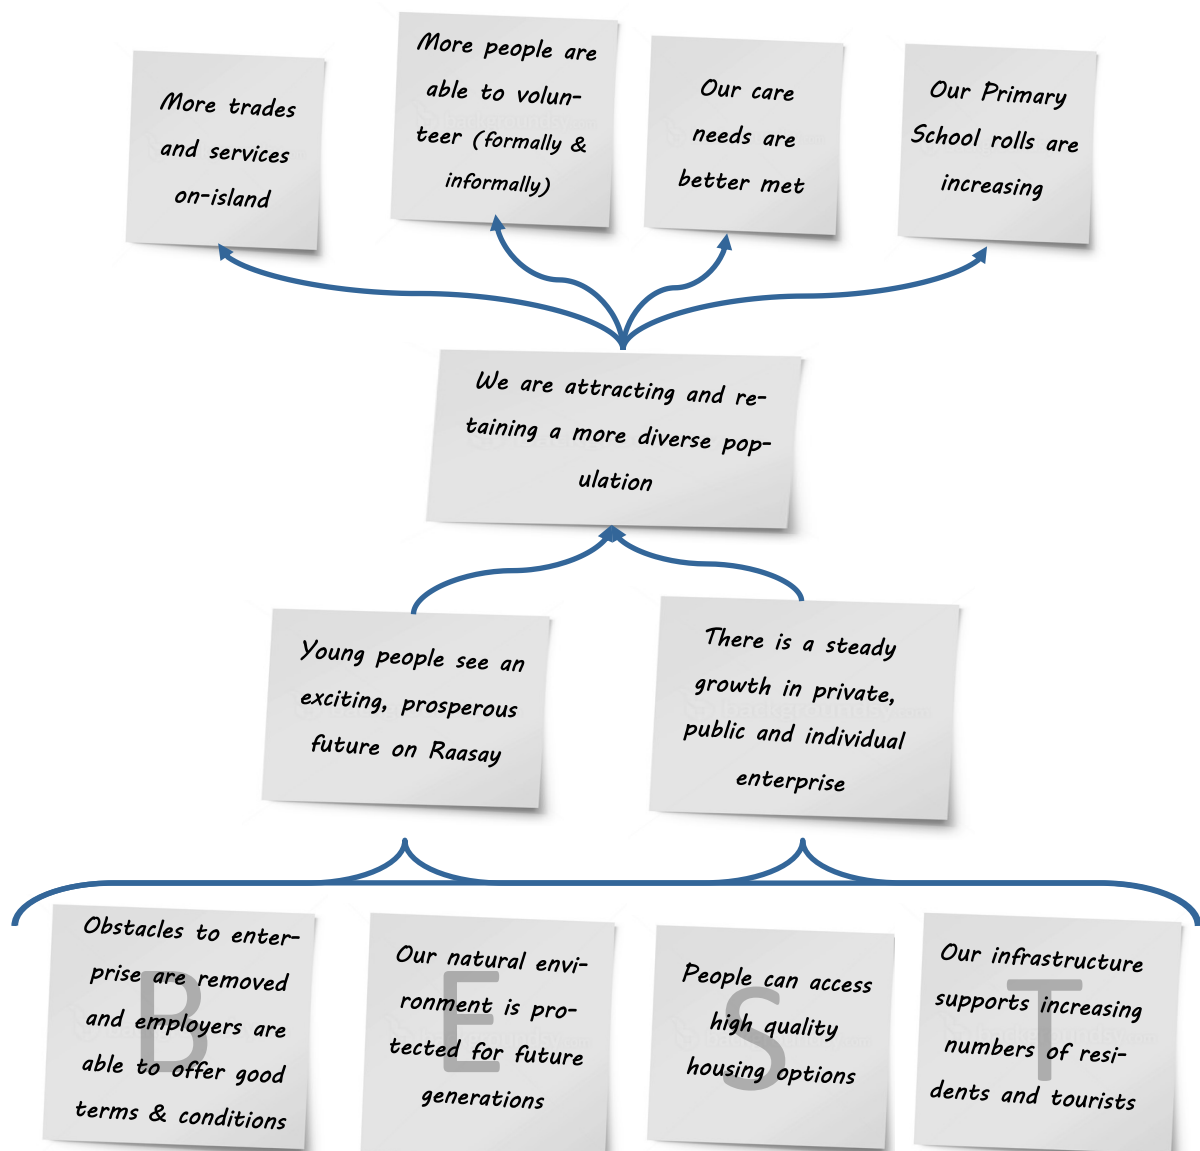 More trades
and services
on-island
More people are
able to volun-
teer (formally &
informally)
Our care
needs are
better met
Our Primary
School rolls are
increasing
We are attracting and re-
taining a more diverse pop-
ulation
Young people see an
exciting, prosperous
future on Raasay
There is a steady
growth in private,
public and individual
enterprise
Obstacles to enter-
prise are removed
and employers are
able to offer good
terms & conditions
B
Our natural envi-
ronment is pro-
tected for future
generations
E
People can access
high quality
housing options
S
Our infrastructure
supports increasing
numbers of resi-
dents and tourists
T